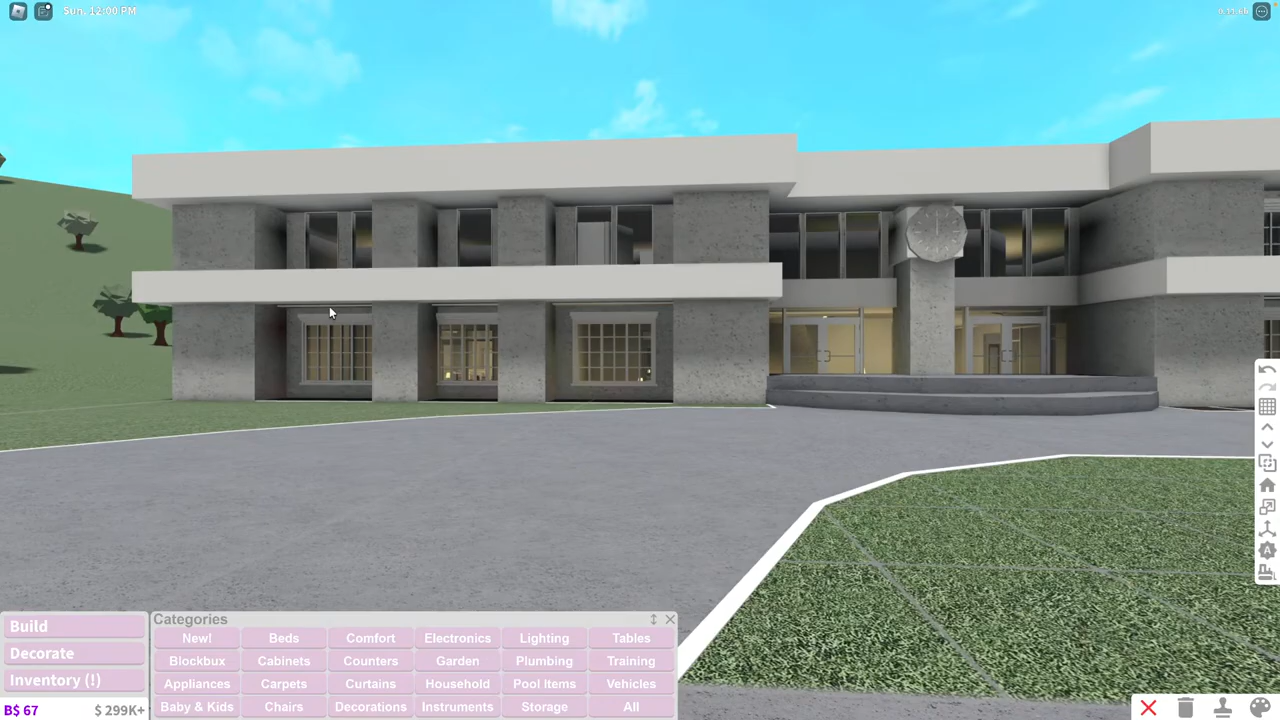 Sun. 12:00 PM
Build
Decorate
Inventory (!)
B$ 67 $ 299K+
Categories
New! Beds Comfort Electronics Lighting Tables
Blockbux Cabinets Counters Garden Plumbing Training
Appliances Carpets Curtains Household Pool Items Vehicles
Baby & Kids Chairs Decorations Instruments Storage All
A